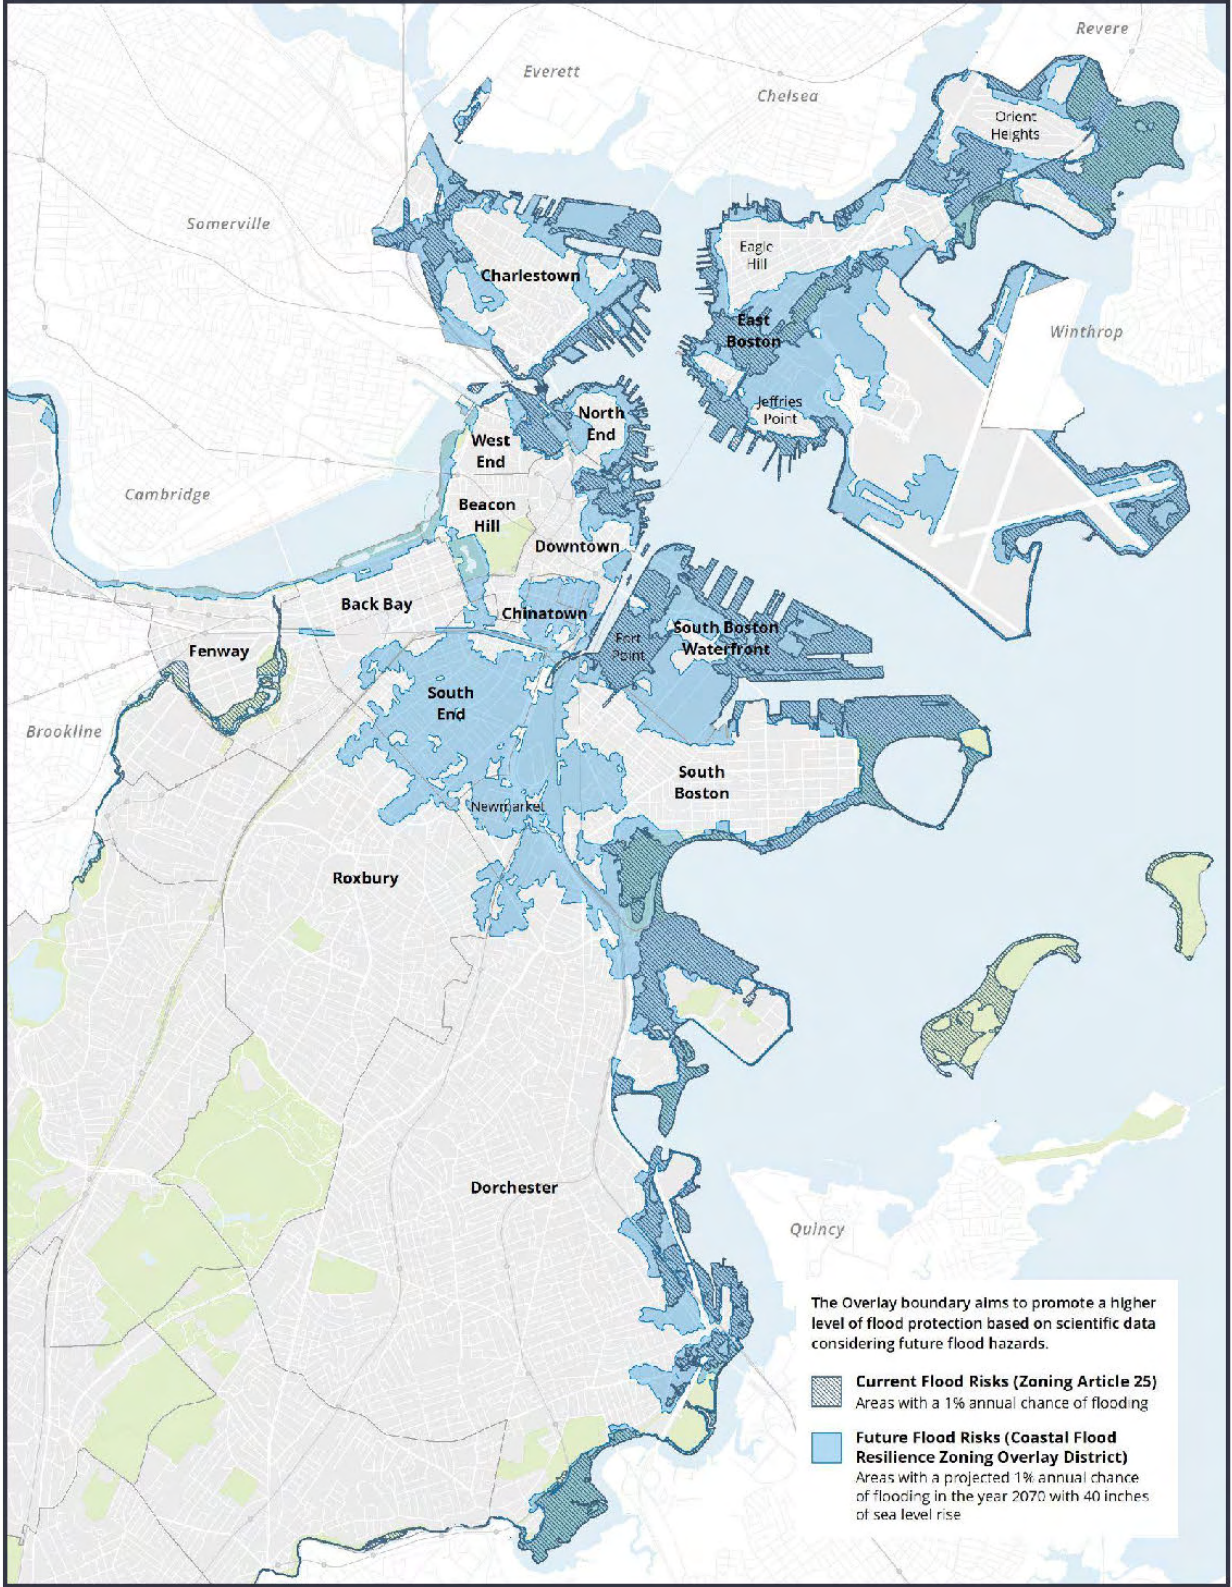 Revere
Everett
Chelsea
Orient
Heights
Somerville
Eagle
Hill
Charlestown
East
Boston
Winthrop
Jeffries
Point
North
End
West
End
Cambridge
Beacon
Hill
Downtown
Back Bay
Chinatown
South Boston
Waterfront
Fort
Point
Fenway
South
End
Brookline
South
Boston
Newmarket
Roxbury
Dorchester
Quincy
The Overlay boundary aims to promote a higher
level of flood protection based on scientific data
considering future flood hazards.
Current Flood Risks (Zoning Article 25)
Areas with a 1% annual chance of flooding
Future Flood Risks (Coastal Flood
Resilience Zoning Overlay District)
Areas with a projected 1% annual chance
of flooding in the year 2070 with 40 inches
of sea level rise